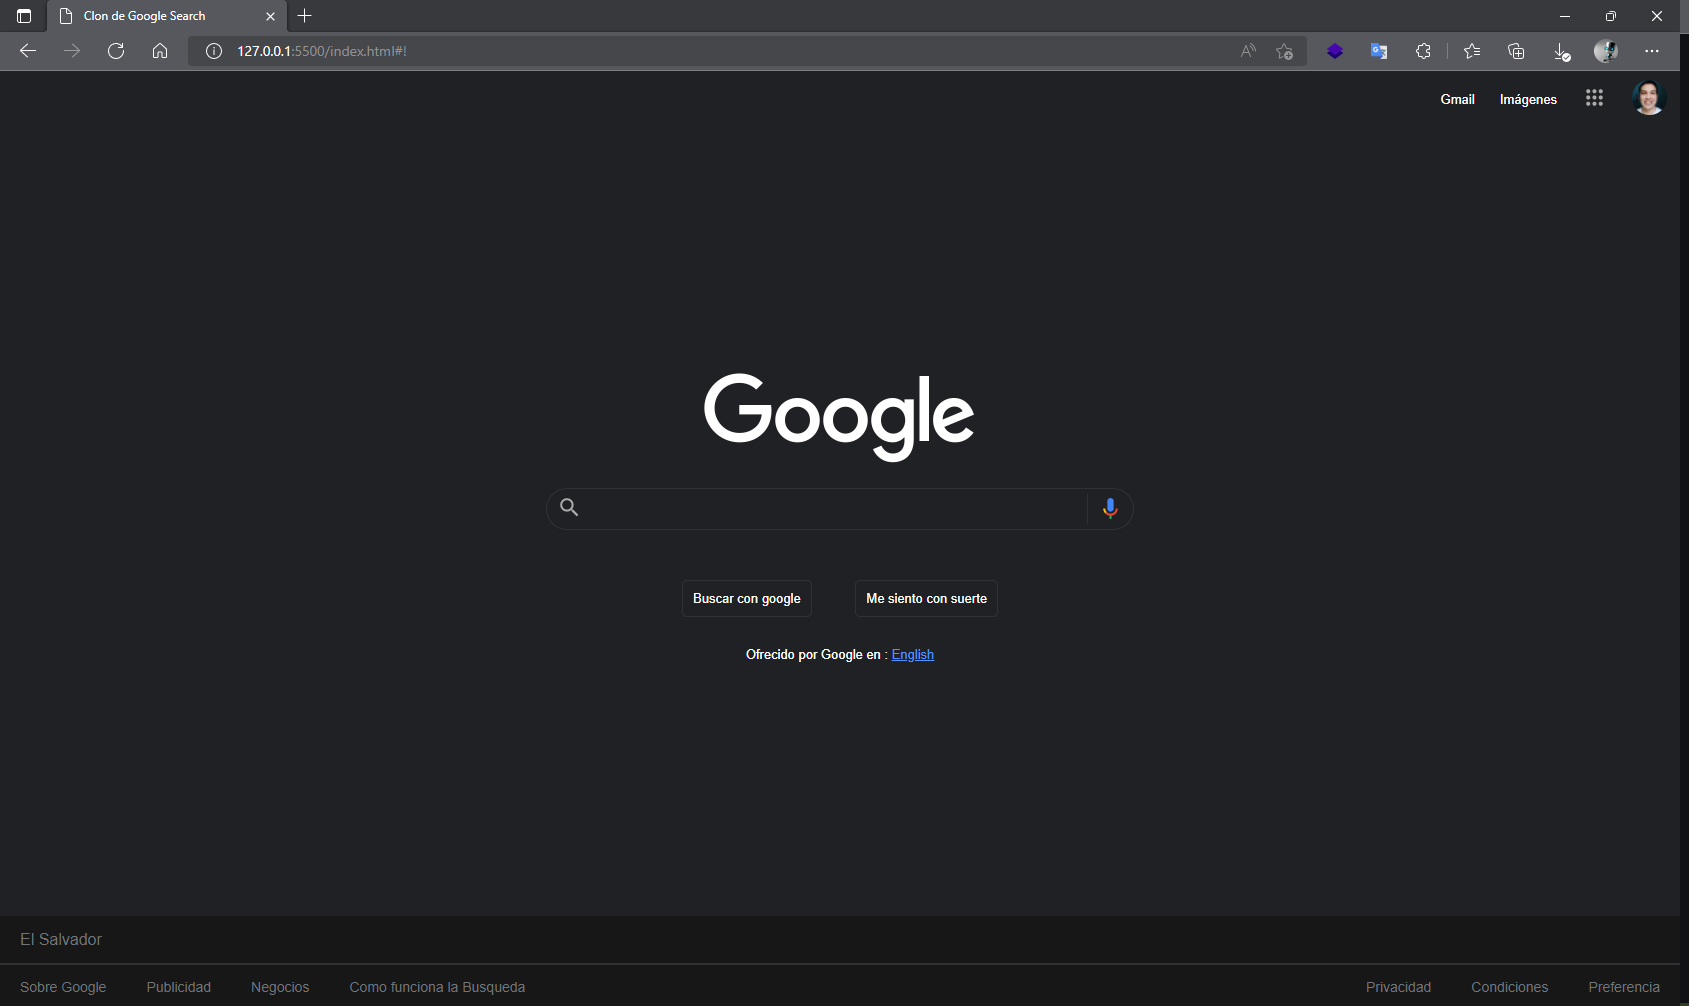 Clon de Google Search
127.0.0.1:5500/index.html#!
Gmail Imágenes
Google
Buscar con google Me siento con suerte
Ofrecido por Google en : English
El Salvador
Sobre Google Publicidad Negocios Como funciona la Busqueda Privacidad Condiciones Preferencia